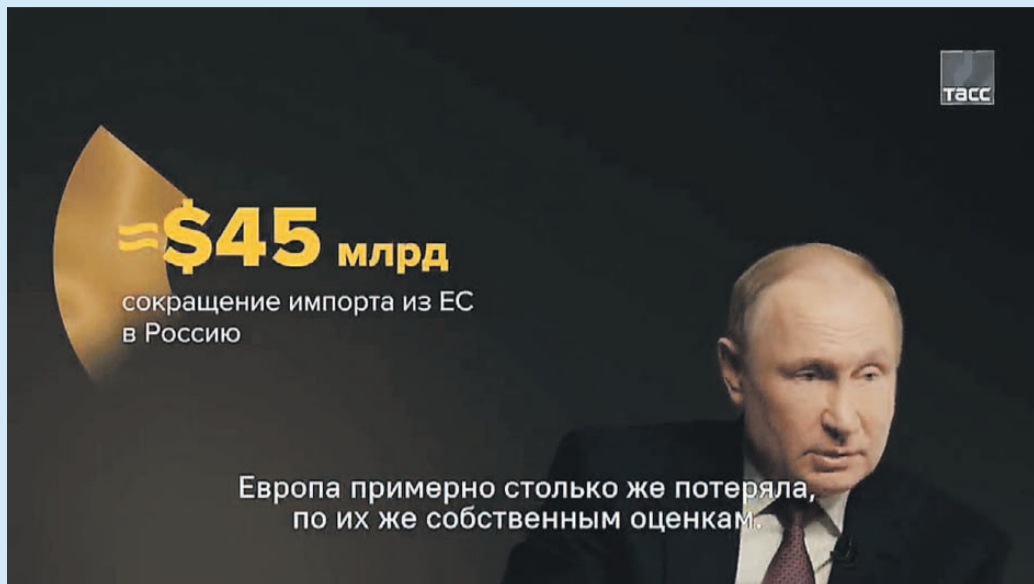 тасс
≈$45 млрд
сокращение импорта из ЕС
в Россию
Европа примерно столько же потеряла,
по их же собственным оценкам.